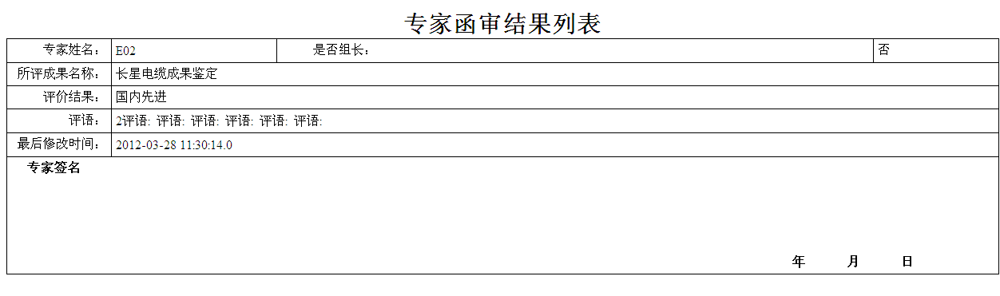 专家函审结果列表
专家姓名： E02 是否组长： 否
所评成果名称： 长星电缆成果鉴定
评价结果： 国内先进
评语： 2评语: 评语: 评语: 评语: 评语: 评语:
最后修改时间： 2012-03-28 11:30:14.0
专家签名
年 月 日